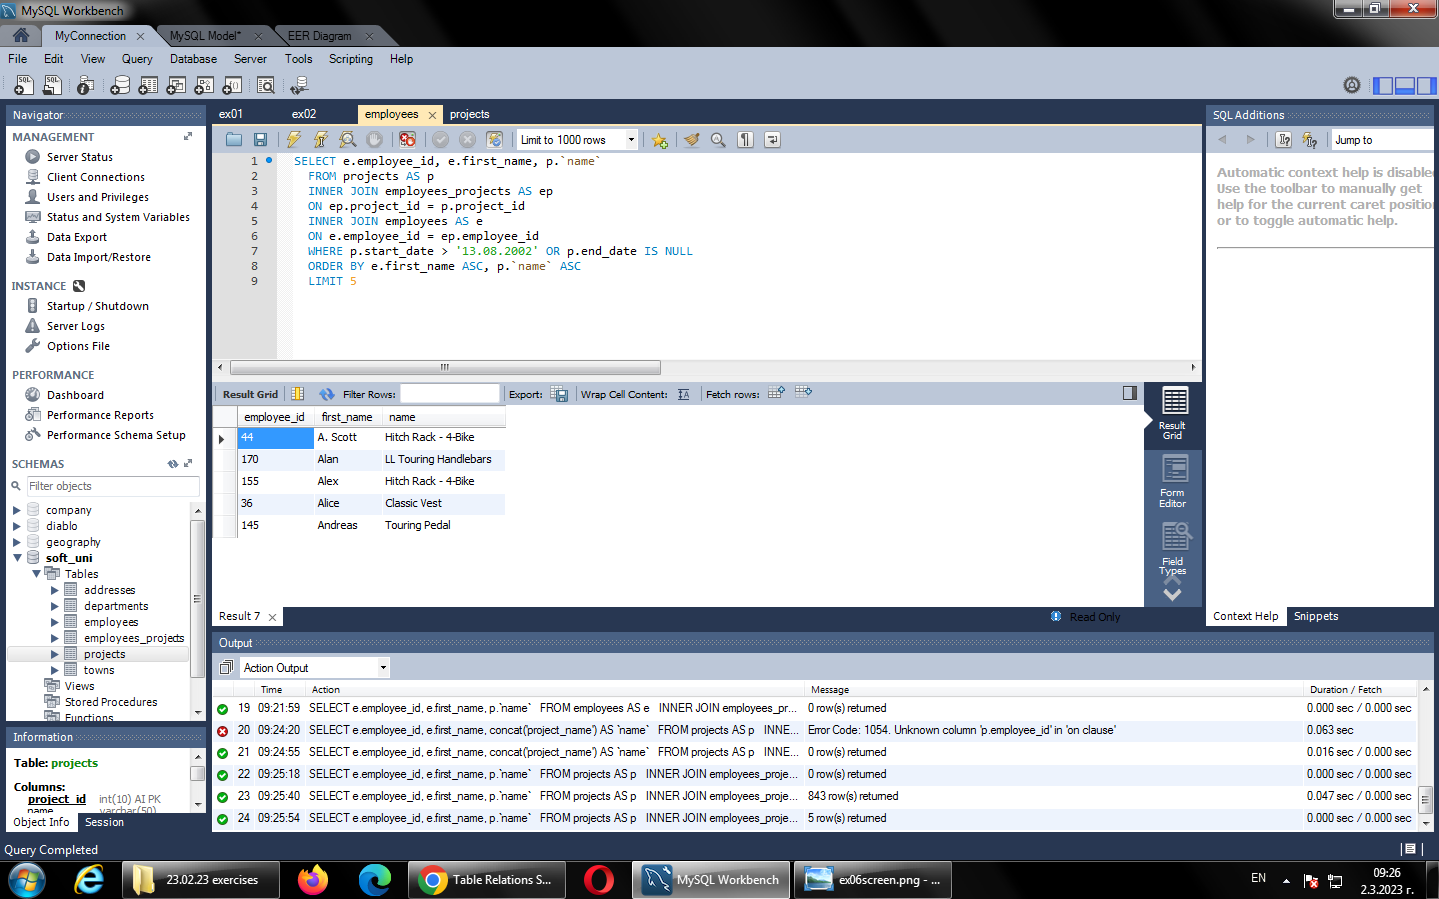 MySQL Workbench
MyConnection
MySQL Model*
EER Diagram
File Edit View Query Database Server Tools Scripting Help
Navigator
MANAGEMENT
Server Status
Client Connections
Users and Privileges
Status and System Variables
Data Export
Data Import/Restore
INSTANCE
Startup / Shutdown
Server Logs
Options File
PERFORMANCE
Dashboard
Performance Reports
Performance Schema Setup
SCHEMAS
Filter objects
company
diablo
geography
soft_uni
Tables
addresses
departments
employees
employees_projects
projects
towns
Views
Stored Procedures
Functions
Information
Table: projects
Columns:
project_id int(10) AI PK
name varchar(50)
Object Info Session
Query Completed
ex01 ex02 employees projects
Limit to 1000 rows
1 SELECT e.employee_id, e.first_name, p.`name`
2 FROM projects AS p
3 INNER JOIN employees_projects AS ep
4 ON ep.project_id = p.project_id
5 INNER JOIN employees AS e
6 ON e.employee_id = ep.employee_id
7 WHERE p.start_date > '13.08.2002' OR p.end_date IS NULL
8 ORDER BY e.first_name ASC, p.`name` ASC
9 LIMIT 5
Result Grid Filter Rows: Export: Wrap Cell Content: Fetch rows:
employee_id first_name name
44 A. Scott Hitch Rack - 4-Bike
170 Alan LL Touring Handlebars
155 Alex Hitch Rack - 4-Bike
36 Alice Classic Vest
145 Andreas Touring Pedal
Result
Grid
Form
Editor
Field
Types
Result 7
Read Only
SQL Additions
Jump to
Automatic context help is disabled
Use the toolbar to manually get
help for the current caret position
or to toggle automatic help.
Context Help Snippets
Output
Action Output
Time Action Message Duration / Fetch
19 09:21:59 SELECT e.employee_id, e.first_name, p.`name` FROM employees AS e INNER JOIN employees_pr... 0 row(s) returned 0.000 sec / 0.000 sec
20 09:24:20 SELECT e.employee_id, e.first_name, concat('project_name') AS `name` FROM projects AS p INNE... Error Code: 1054. Unknown column 'p.employee_id' in 'on clause' 0.063 sec
21 09:24:55 SELECT e.employee_id, e.first_name, concat('project_name') AS `name` FROM projects AS p INNE... 0 row(s) returned 0.016 sec / 0.000 sec
22 09:25:18 SELECT e.employee_id, e.first_name, p.`name` FROM projects AS p INNER JOIN employees_proje... 0 row(s) returned 0.000 sec / 0.000 sec
23 09:25:40 SELECT e.employee_id, e.first_name, p.`name` FROM projects AS p INNER JOIN employees_proje... 843 row(s) returned 0.047 sec / 0.000 sec
24 09:25:54 SELECT e.employee_id, e.first_name, p.`name` FROM projects AS p INNER JOIN employees_proje... 5 row(s) returned 0.000 sec / 0.000 sec
23.02.23 exercises
Table Relations S...
MySQL Workbench
ex06screen.png - ...
EN
09:26
2.3.2023 г.